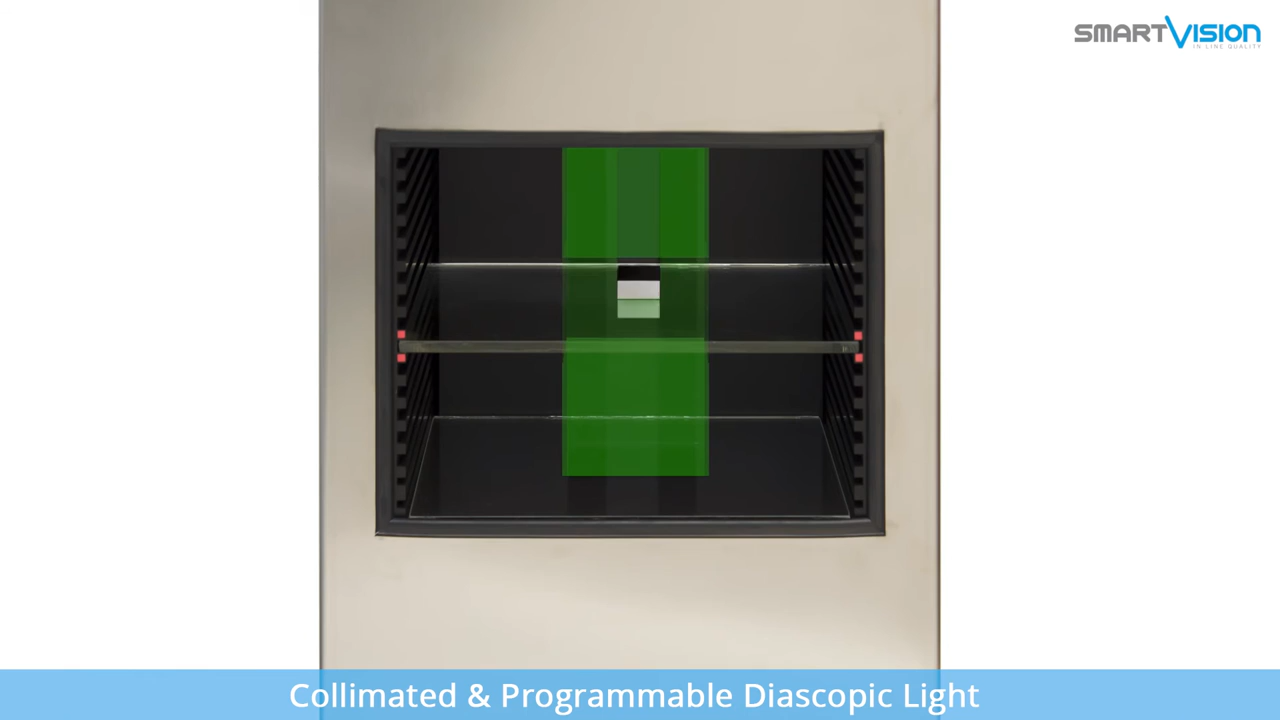 SMARTVISION
IN LINE QUALITY
Collimated & Programmable Diascopic Light